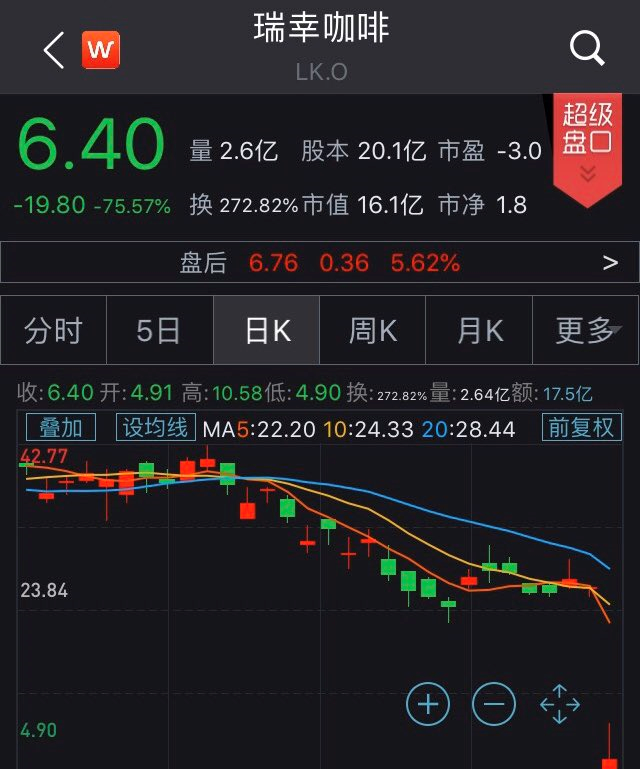 瑞幸咖啡
W
LK.O
6.40
量 2.6亿 股本 20.1亿 市盈 -3.0
超级
盘口
-19.80 -75.57% 换 272.82% 市值 16.1亿 市净 1.8
盘后 6.76 0.36 5.62% >
分时 5日 日K 周K 月K 更多
收:6.40 开:4.91 高:10.58 低:4.90 换:272.82% 量:2.64亿 额:17.5亿
叠加 设均线 MA5:22.20 10:24.33 20:28.44 前复权
42.77
23.84
4.90